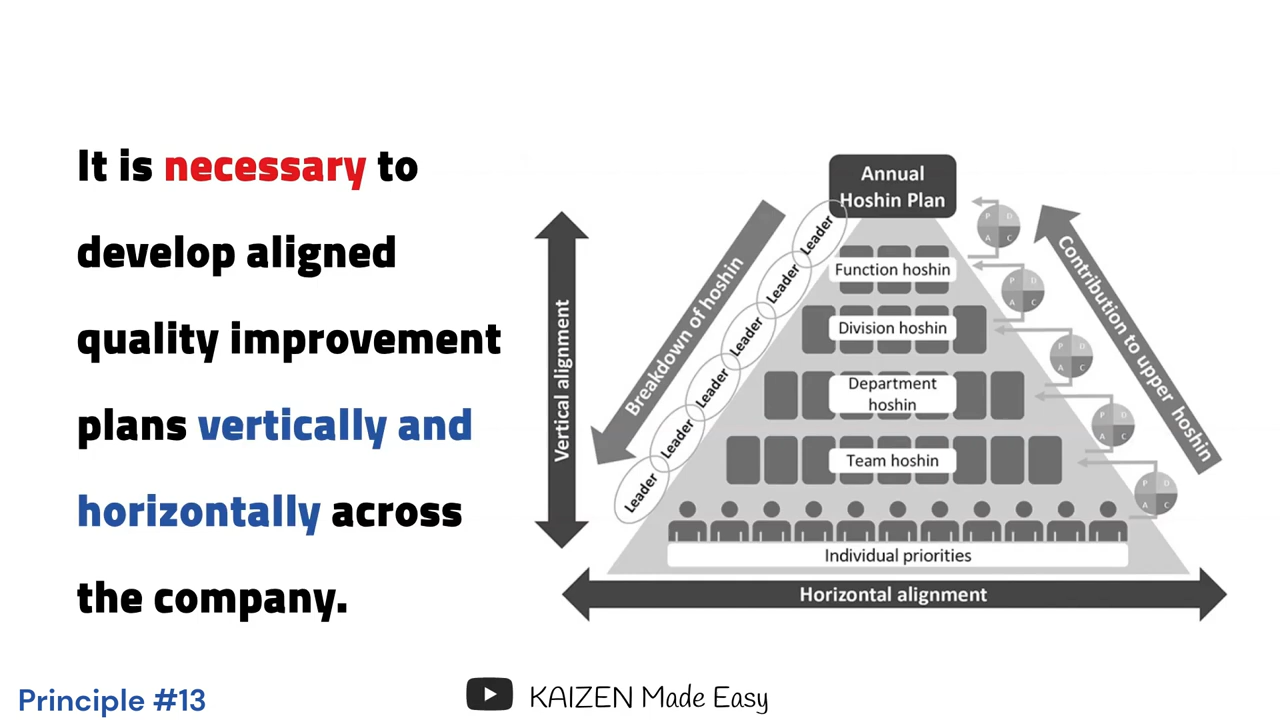 It is necessary to
develop aligned
quality improvement
plans vertically and
horizontally across
the company.
Annual
Hoshin Plan
Function hoshin
Division hoshin
Department
hoshin
Team hoshin
Individual priorities
Vertical alignment
Breakdown of hoshin
Leader
Leader
Leader
Leader
Leader
Leader
P D
A C
P D
A C
P D
A C
P D
A C
P D
A C
Contribution to upper hoshin
Horizontal alignment
Principle #13
KAIZEN Made Easy